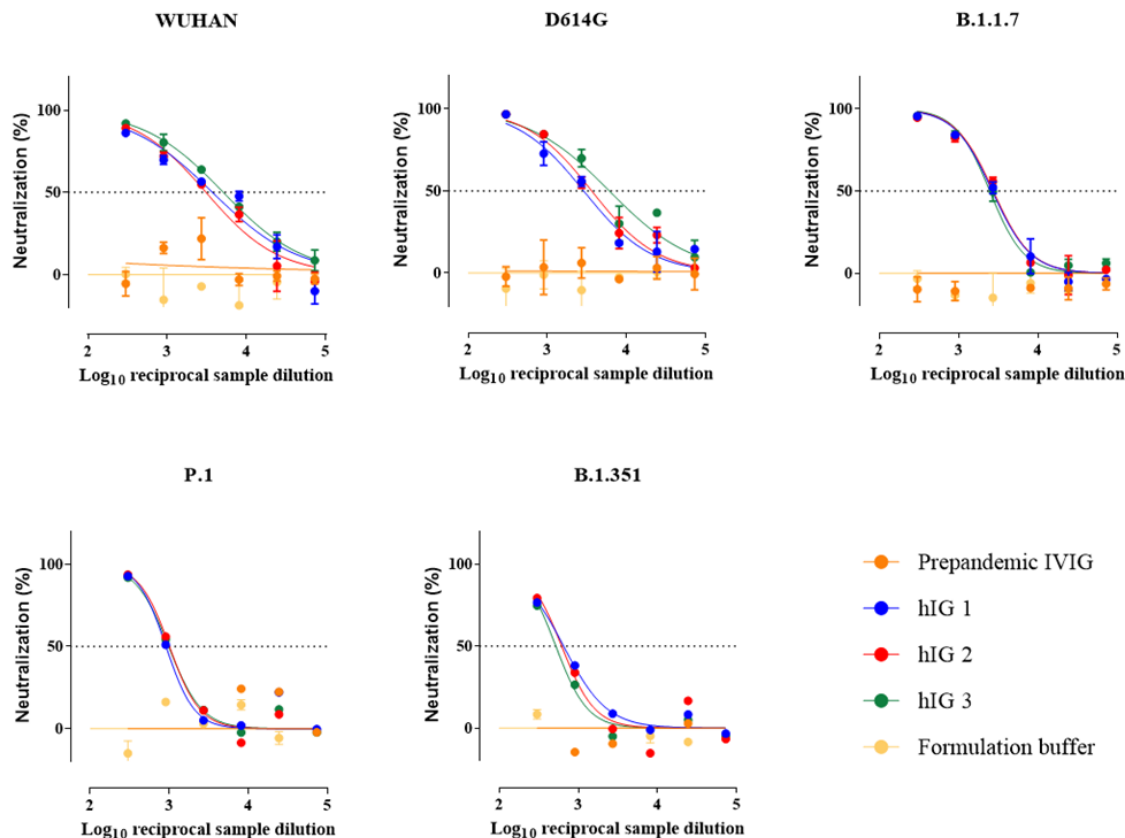 WUHAN
D614G
B.1.1.7
Neutralization (%)
100
50
0
2 3 4 5
Log10 reciprocal sample dilution
Neutralization (%)
100
50
0
2 3 4 5
Log10 reciprocal sample dilution
Neutralization (%)
100
50
0
2 3 4 5
Log10 reciprocal sample dilution
P.1
B.1.351
Neutralization (%)
100
50
0
2 3 4 5
Log10 reciprocal sample dilution
Neutralization (%)
100
50
0
2 3 4 5
Log10 reciprocal sample dilution
Prepandemic IVIG
hIG 1
hIG 2
hIG 3
Formulation buffer